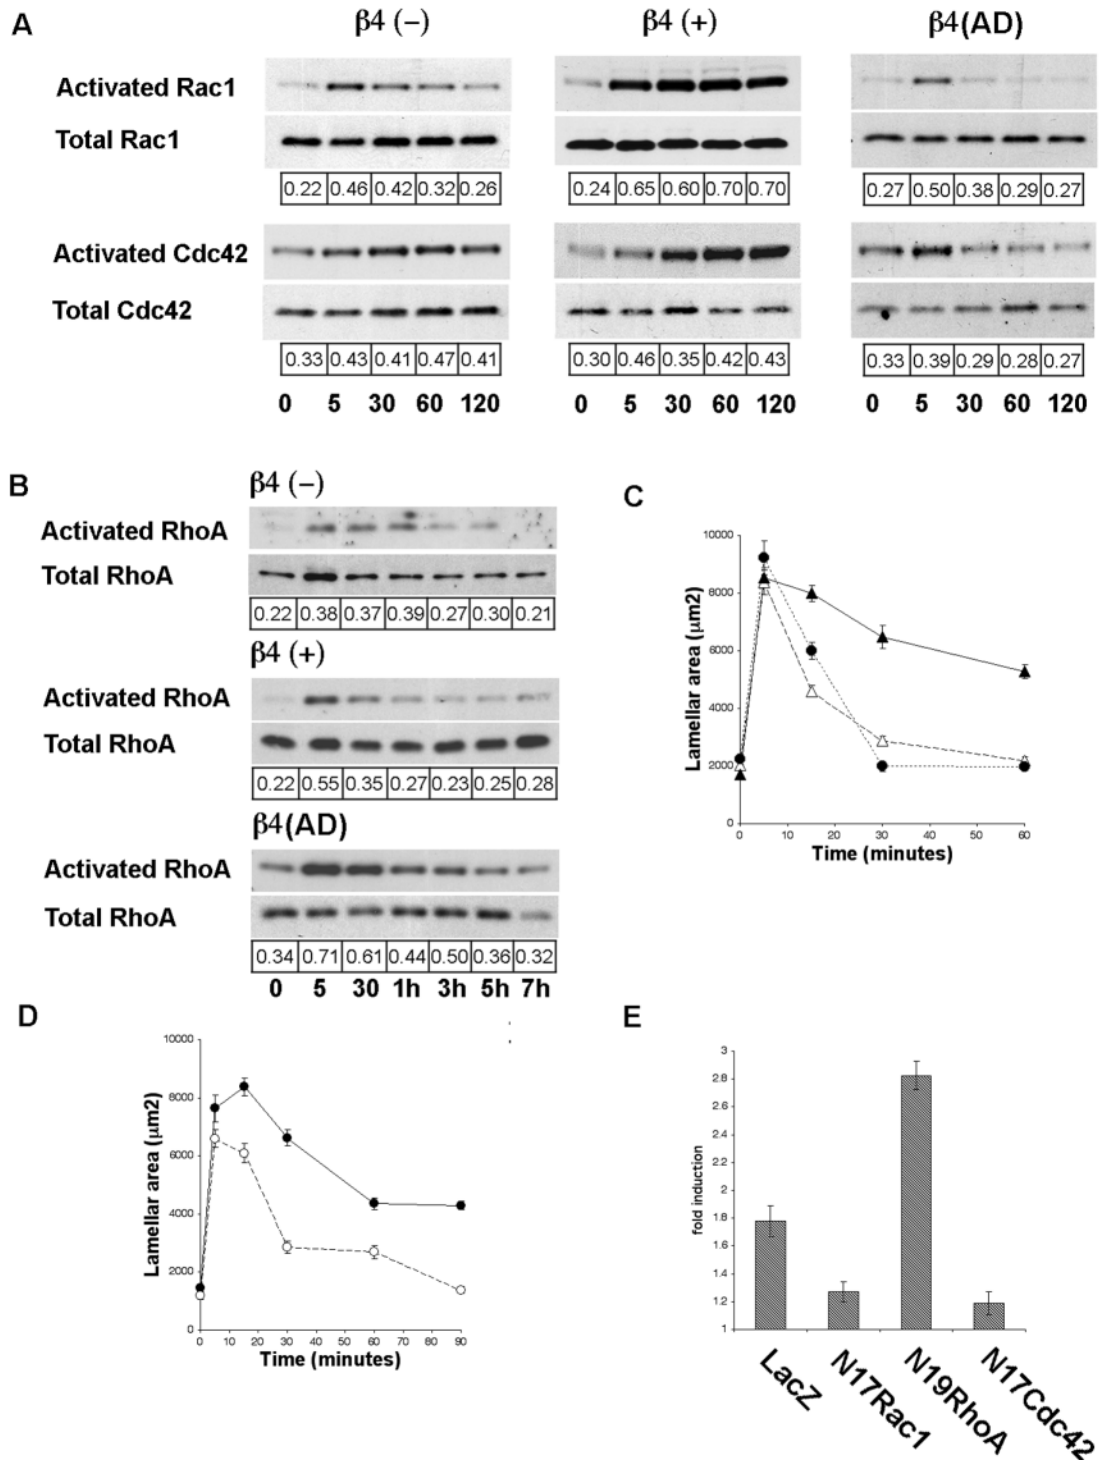 A
β4 (−) β4 (+) β4(AD)
Activated Rac1
Total Rac1
0.22 0.46 0.42 0.32 0.26 0.24 0.65 0.60 0.70 0.70 0.27 0.50 0.38 0.29 0.27
Activated Cdc42
Total Cdc42
0.33 0.43 0.41 0.47 0.41 0.30 0.46 0.35 0.42 0.43 0.33 0.39 0.29 0.28 0.27
0 5 30 60 120 0 5 30 60 120 0 5 30 60 120
B
β4 (−)
Activated RhoA
Total RhoA
0.22 0.38 0.37 0.39 0.27 0.30 0.21
β4 (+)
Activated RhoA
Total RhoA
0.22 0.55 0.35 0.27 0.23 0.25 0.28
β4(AD)
Activated RhoA
Total RhoA
0.34 0.71 0.61 0.44 0.50 0.36 0.32
0 5 30 1h 3h 5h 7h
C
Lamellar area (μm2)
10000
8000
6000
4000
2000
0
0 10 20 30 40 50 60
Time (minutes)
D
Lamellar area (μm2)
10000
8000
6000
4000
2000
0
0 10 20 30 40 50 60 70 80 90
Time (minutes)
E
fold induction
3
2.8
2.6
2.4
2.2
2
1.8
1.6
1.4
1.2
1
LacZ N17Rac1 N19RhoA N17Cdc42